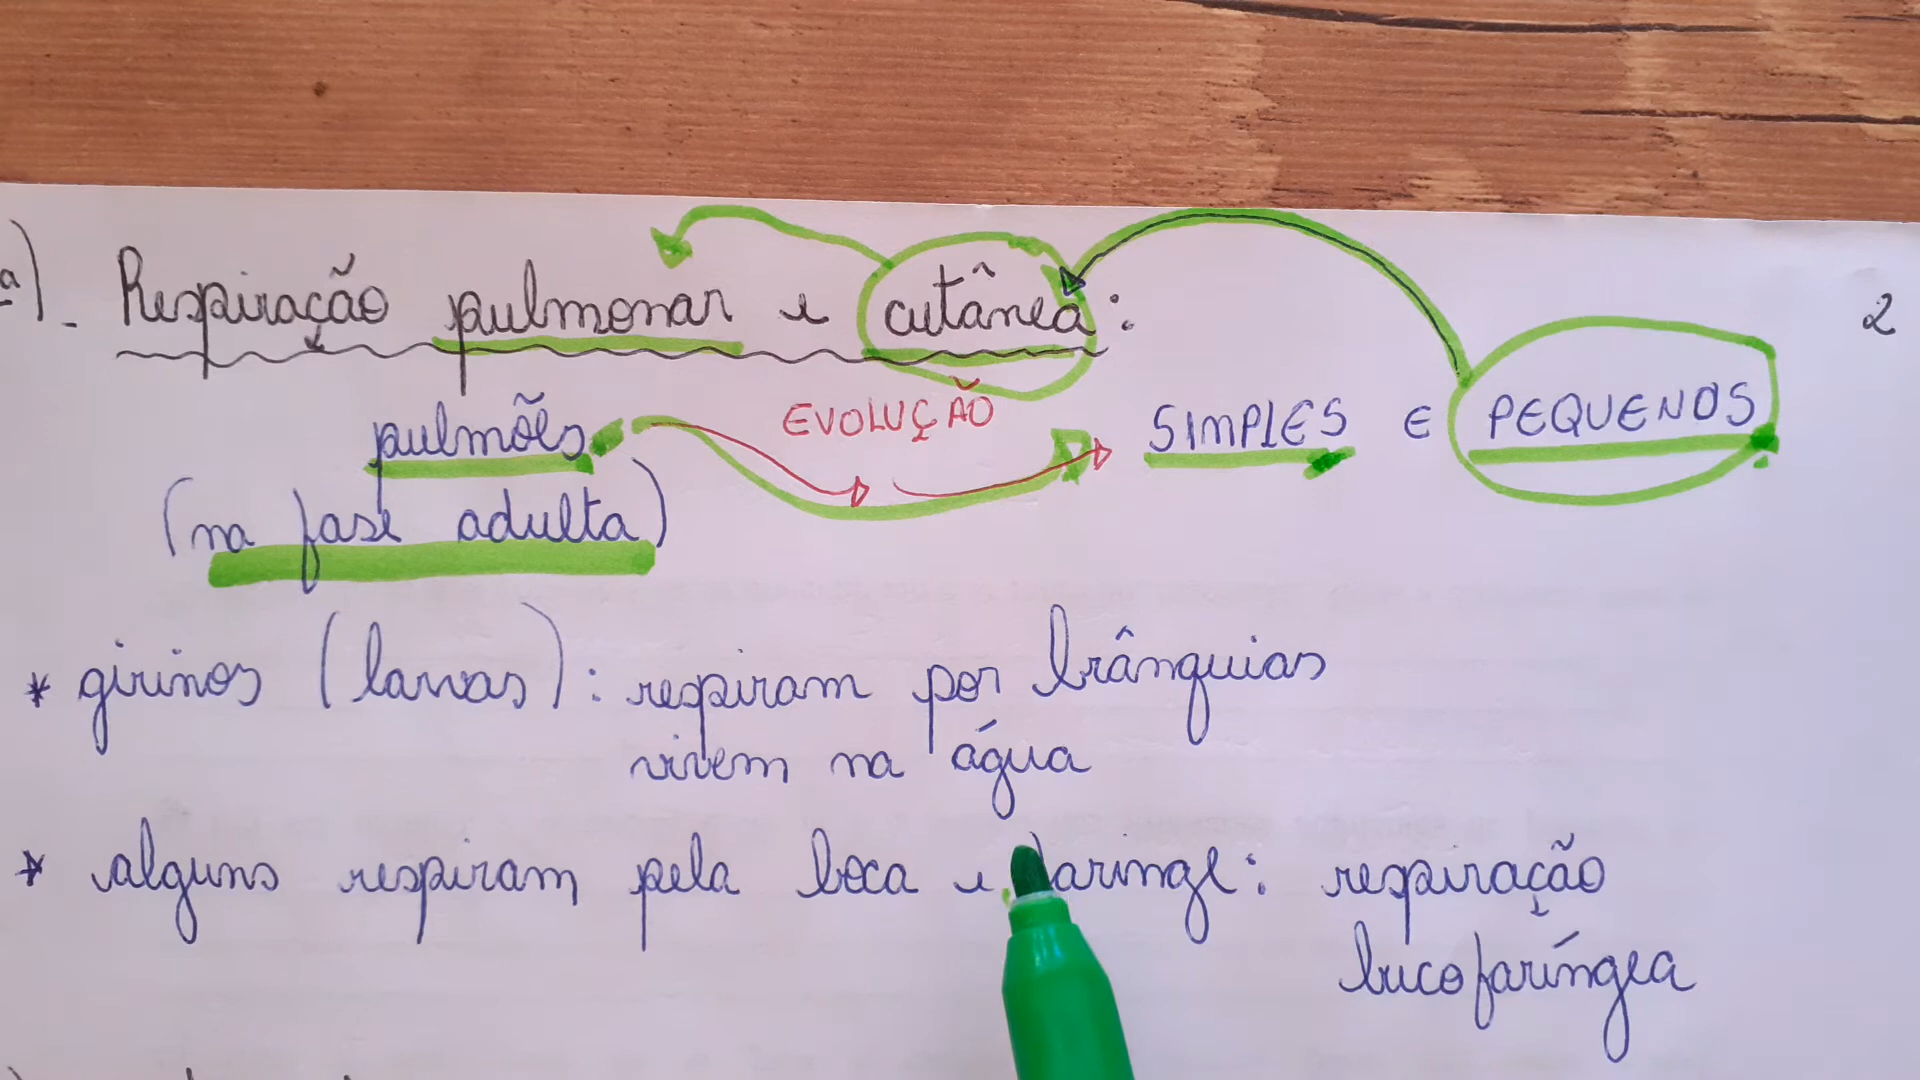 a). Respiração pulmonar e cutânea:
2
pulmões EVOLUÇÃO SIMPLES E PEQUENOS
(na fase adulta)
* girinos (larvas): respiram por brânquias
vivem na água
* alguns respiram pela boca e faringe: respiração
bucofaríngea